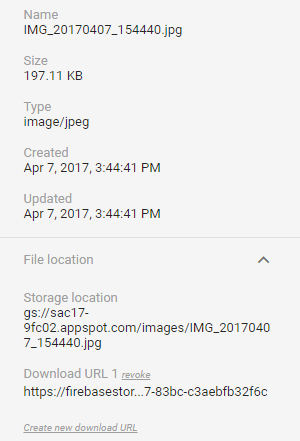 Name
IMG_20170407_154440.jpg
Size
197.11 KB
Type
image/jpeg
Created
Apr 7, 2017, 3:44:41 PM
Updated
Apr 7, 2017, 3:44:41 PM
File location
Storage location
gs://sac17-
9fc02.appspot.com/images/IMG_2017040
7_154440.jpg
Download URL 1 revoke
https://firebasestor...7-83bc-c3aebfb32f6c
Create new download URL